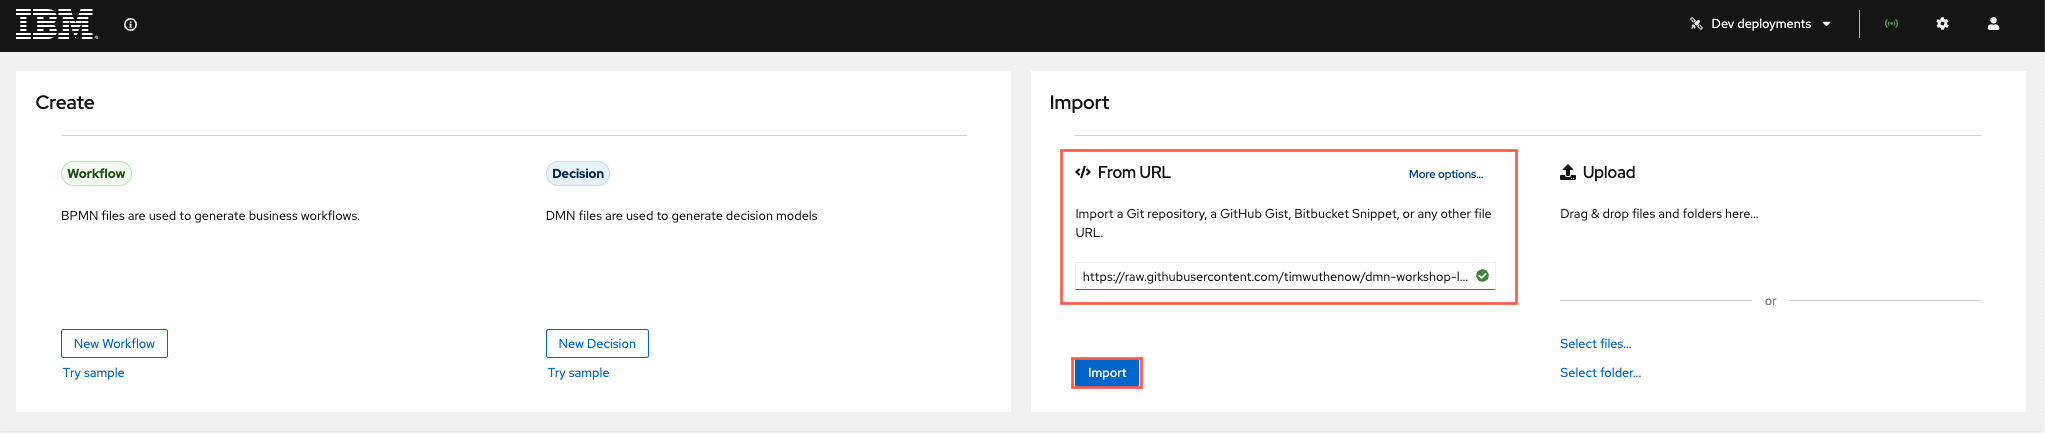 IBM
Dev deployments
Create
Workflow
BPMN files are used to generate business workflows.
New Workflow
Try sample
Decision
DMN files are used to generate decision models
New Decision
Try sample
Import
From URL
More options...
Import a Git repository, a GitHub Gist, Bitbucket Snippet, or any other file
URL.
https://raw.githubusercontent.com/timwuthenow/dmn-workshop-l...
Import
Upload
Drag & drop files and folders here...
or
Select files...
Select folder...